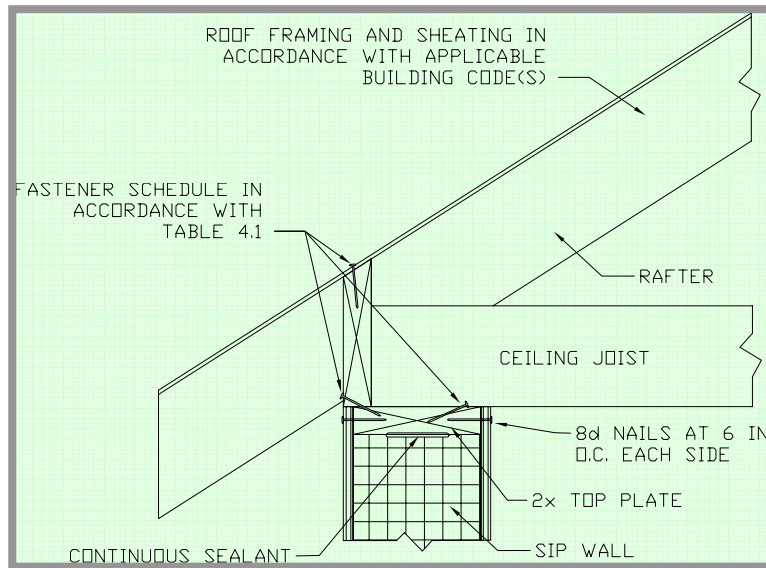 ROOF FRAMING AND SHEATING IN
ACCORDANCE WITH APPLICABLE
BUILDING CODE(S)
FASTENER SCHEDULE IN
ACCORDANCE WITH
TABLE 4.1
RAFTER
CEILING JOIST
8d NAILS AT 6 IN
O.C. EACH SIDE
2x TOP PLATE
CONTINUOUS SEALANT
SIP WALL